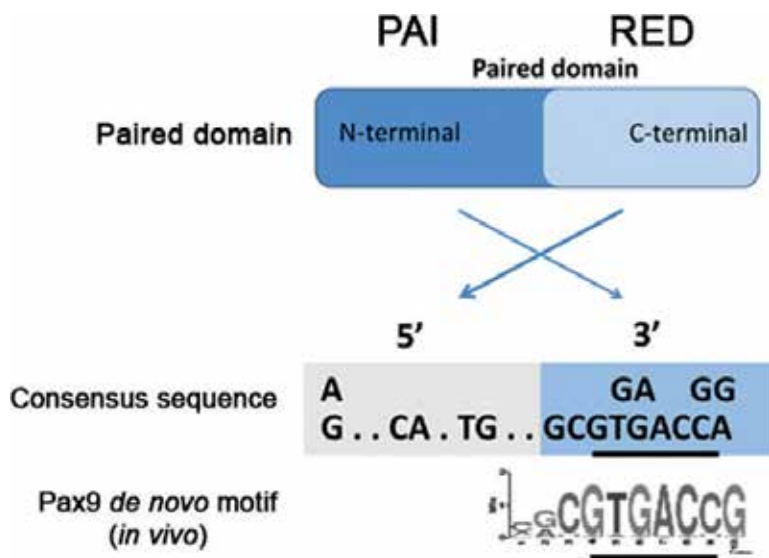 PAI RED
Paired domain
Paired domain N-terminal C-terminal
5’ 3’
A GA GG
Consensus sequence
G . . CA . TG . . GCGTGACCA
Pax9 de novo motif
(in vivo)
CGTGACCG